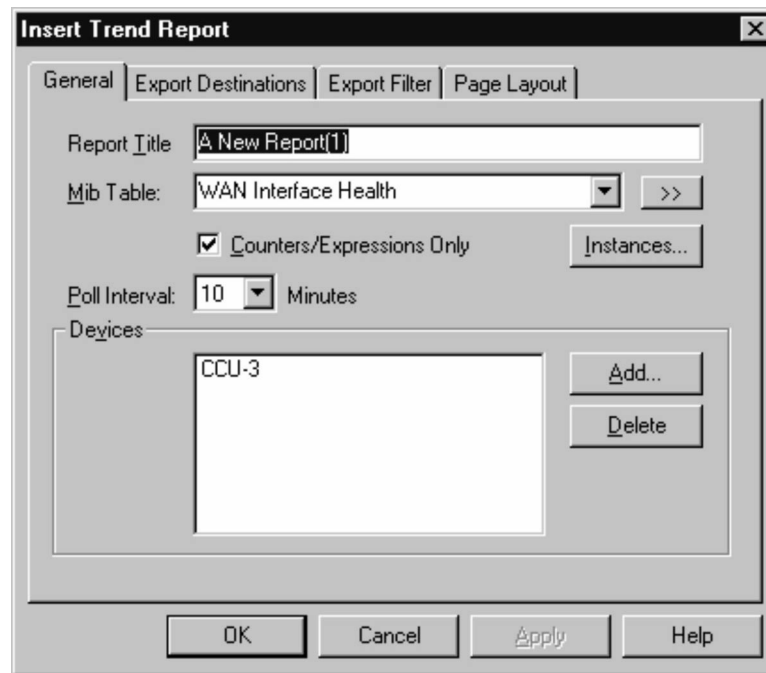 Insert Trend Report
General Export Destinations Export Filter Page Layout
Report Title A New Report(1)
Mib Table: WAN Interface Health >>
Counters/Expressions Only Instances...
Poll Interval: 10 Minutes
Devices
CCU-3 Add...
Delete
OK Cancel Apply Help